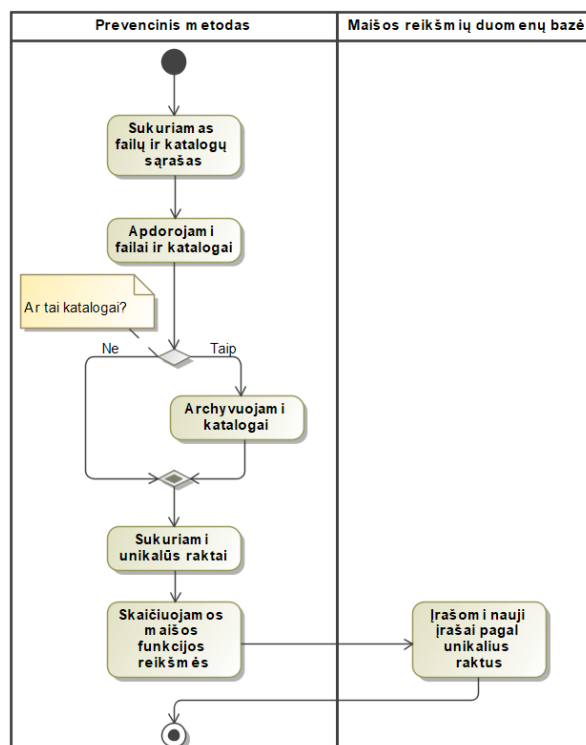 Prevencinis metodas
Maišos reikšmių duomenų bazė
Sukuriamas
failų ir katalogų
sąrašas
Apdorojami
failai ir katalogai
Ar tai katalogai?
Ne
Taip
Archyvuojami
katalogai
Sukuriami
unikalūs raktai
Skaičiuojamos
maišos
funkcijos
reikšmės
Įrašomi nauji
įrašai pagal
unikalius
raktus